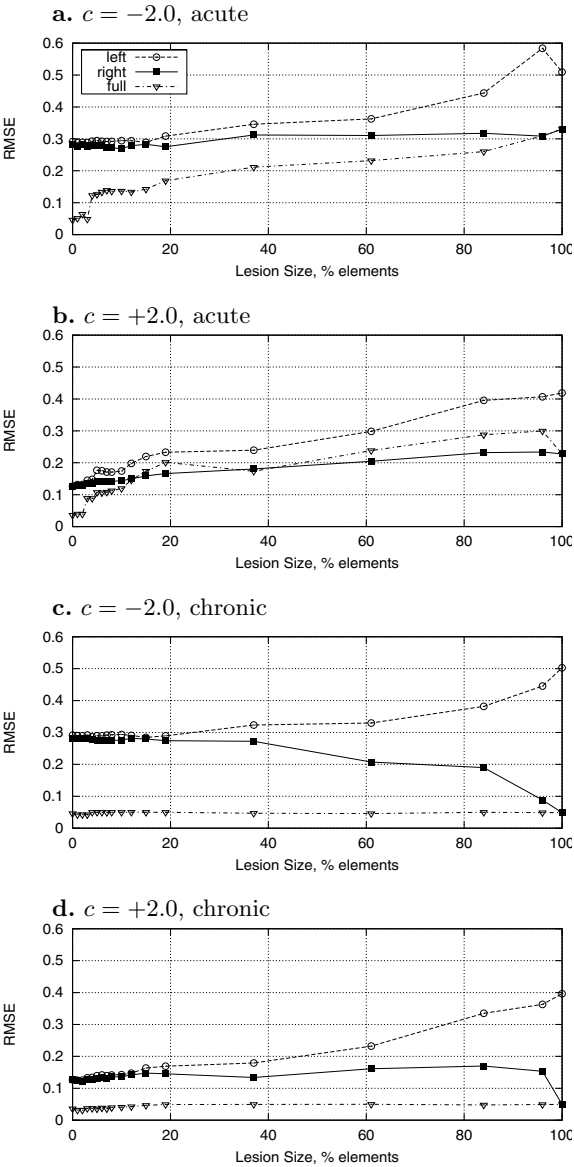 a. c = −2.0, acute
0.6
0.5
0.4
0.3
0.2
0.1
0
RMSE
left
right
full
0 20 40 60 80 100
Lesion Size, % elements
b. c = +2.0, acute
0.6
0.5
0.4
0.3
0.2
0.1
0
RMSE
0 20 40 60 80 100
Lesion Size, % elements
c. c = −2.0, chronic
0.6
0.5
0.4
0.3
0.2
0.1
0
RMSE
0 20 40 60 80 100
Lesion Size, % elements
d. c = +2.0, chronic
0.6
0.5
0.4
0.3
0.2
0.1
0
RMSE
0 20 40 60 80 100
Lesion Size, % elements